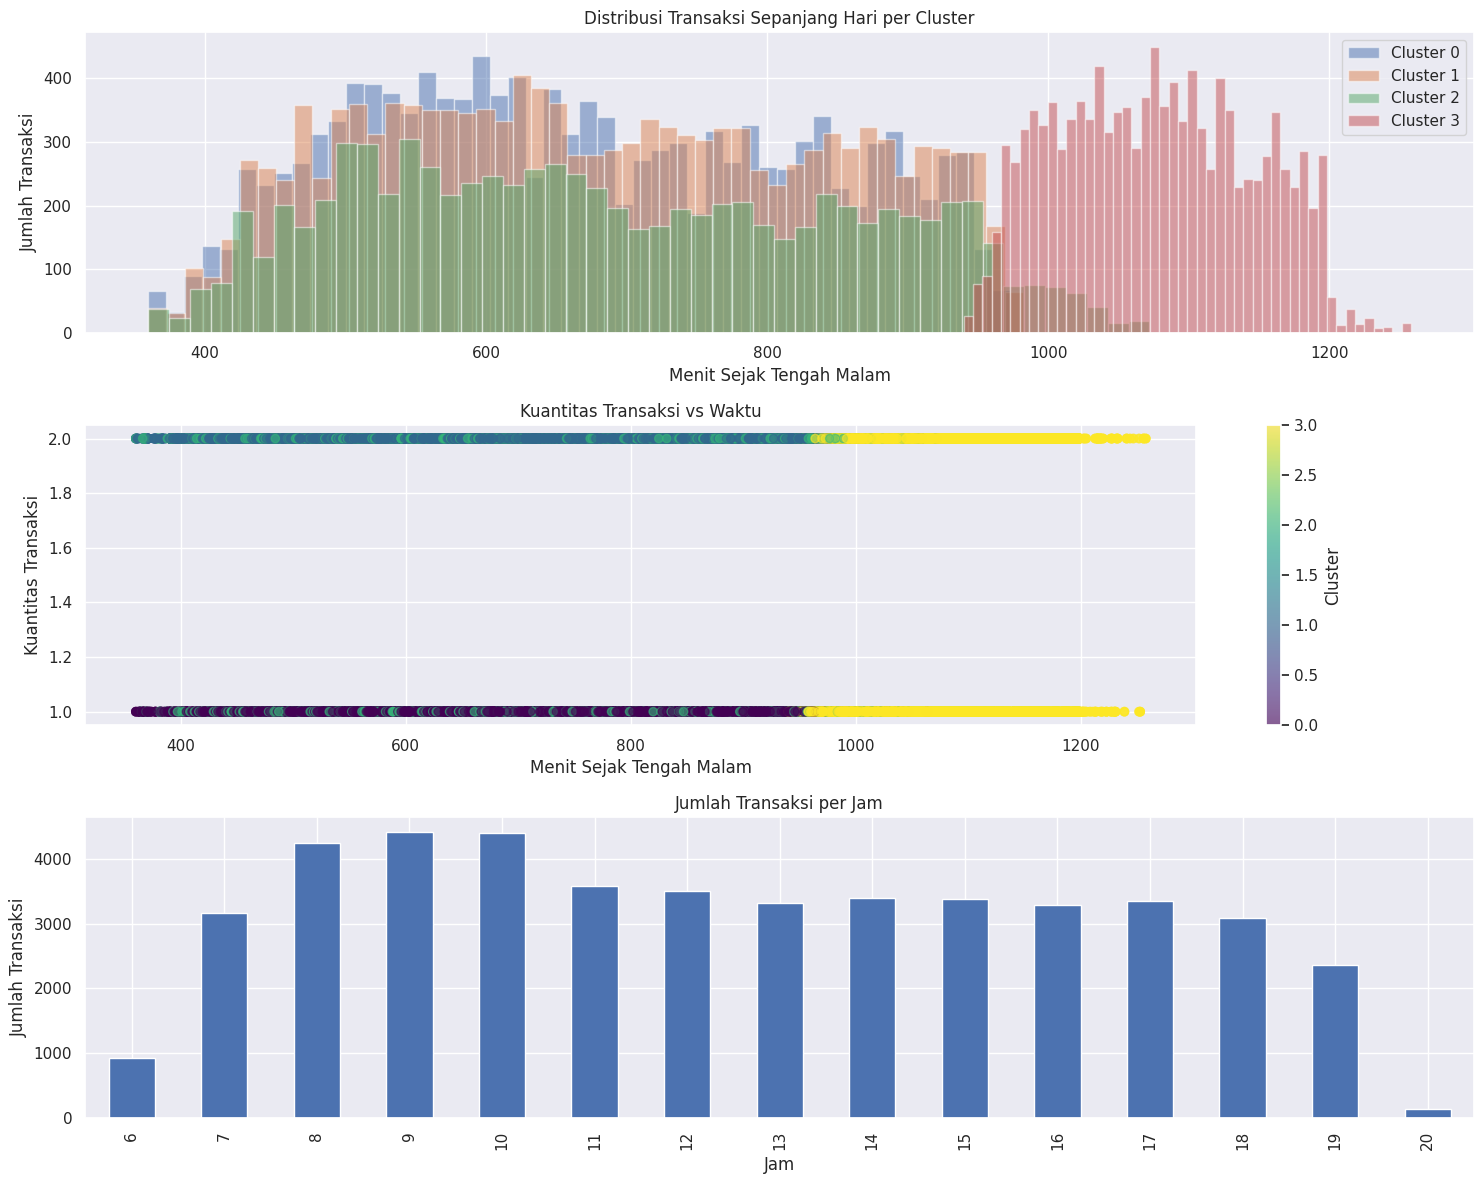 Distribusi Transaksi Sepanjang Hari per Cluster
Jumlah Transaksi
400
300
200
100
0
400 600 800 1000 1200
Menit Sejak Tengah Malam
Cluster 0
Cluster 1
Cluster 2
Cluster 3
Kuantitas Transaksi vs Waktu
Kuantitas Transaksi
2.0
1.8
1.6
1.4
1.2
1.0
400 600 800 1000 1200
Menit Sejak Tengah Malam
3.0
2.5
2.0
1.5
1.0
0.5
0.0
Cluster
Jumlah Transaksi per Jam
Jumlah Transaksi
4000
3000
2000
1000
0
6 7 8 9 10 11 12 13 14 15 16 17 18 19 20
Jam